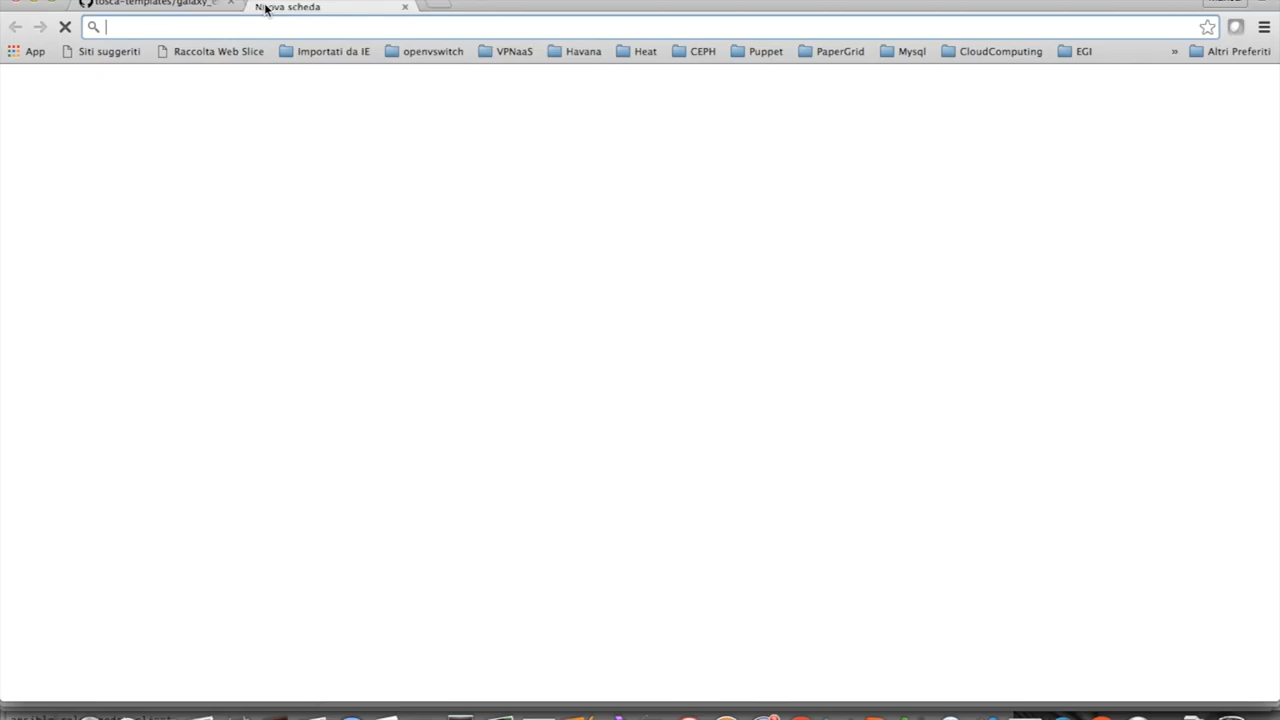 tosca-templates/galaxy_e
Nuova scheda
App Siti suggeriti Raccolta Web Slice Importati da IE openvswitch VPNaaS Havana Heat CEPH Puppet PaperGrid Mysql CloudComputing EGI » Altri Preferiti